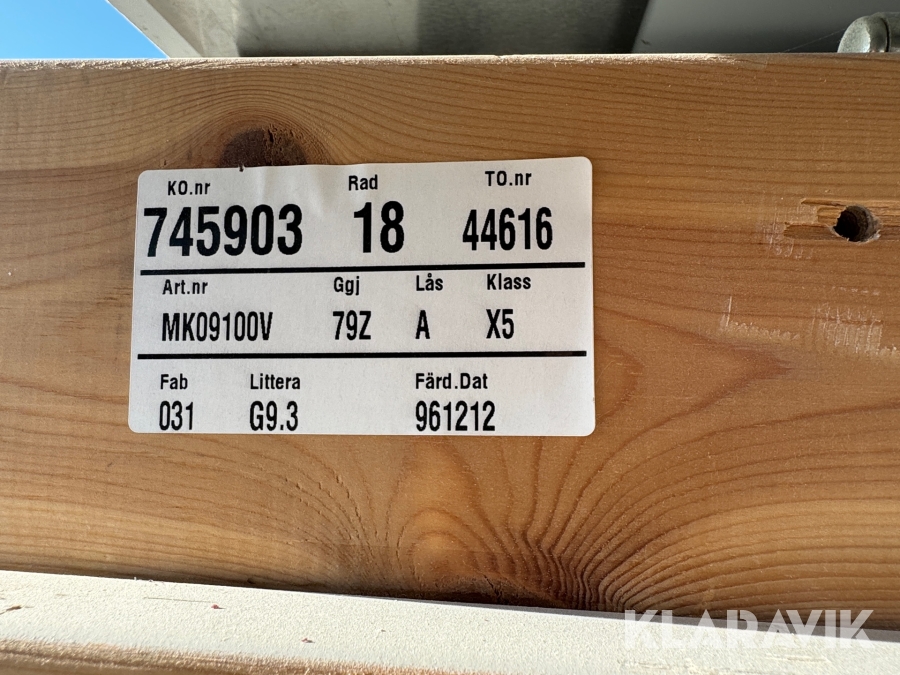 KO.nr Rad TO.nr
745903 18 44616
Art.nr Ggj Lås Klass
MK09100V 79Z A X5
Fab Littera Färd.Dat
031 G9.3 961212
KLARAVIK